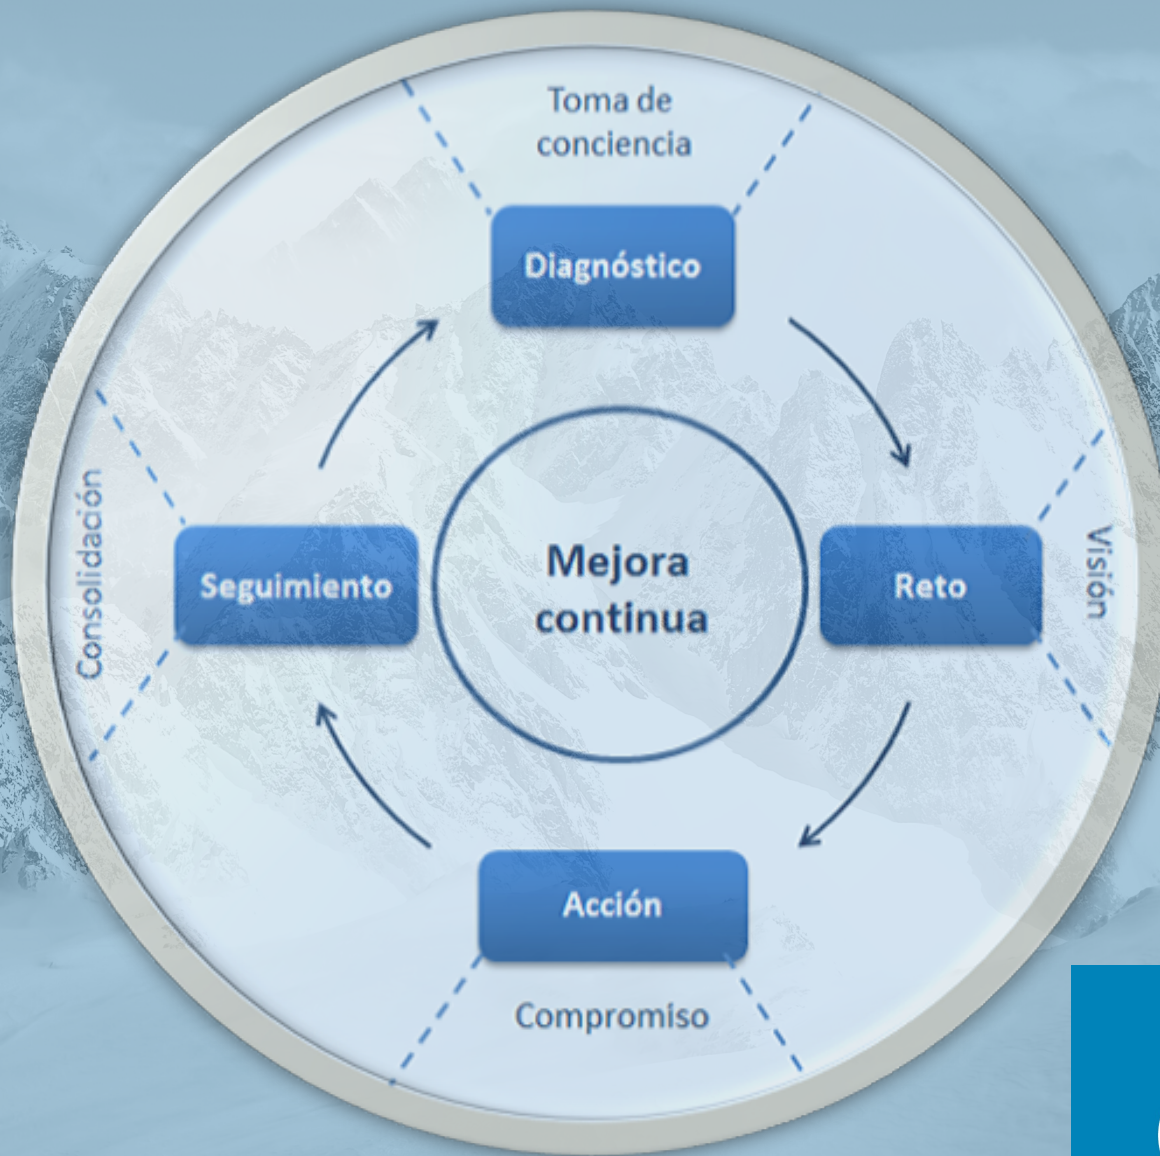 Toma de
conciencia
Diagnóstico
Consolidación
Seguimiento
Mejora
continua
Reto
Visión
Acción
Compromiso